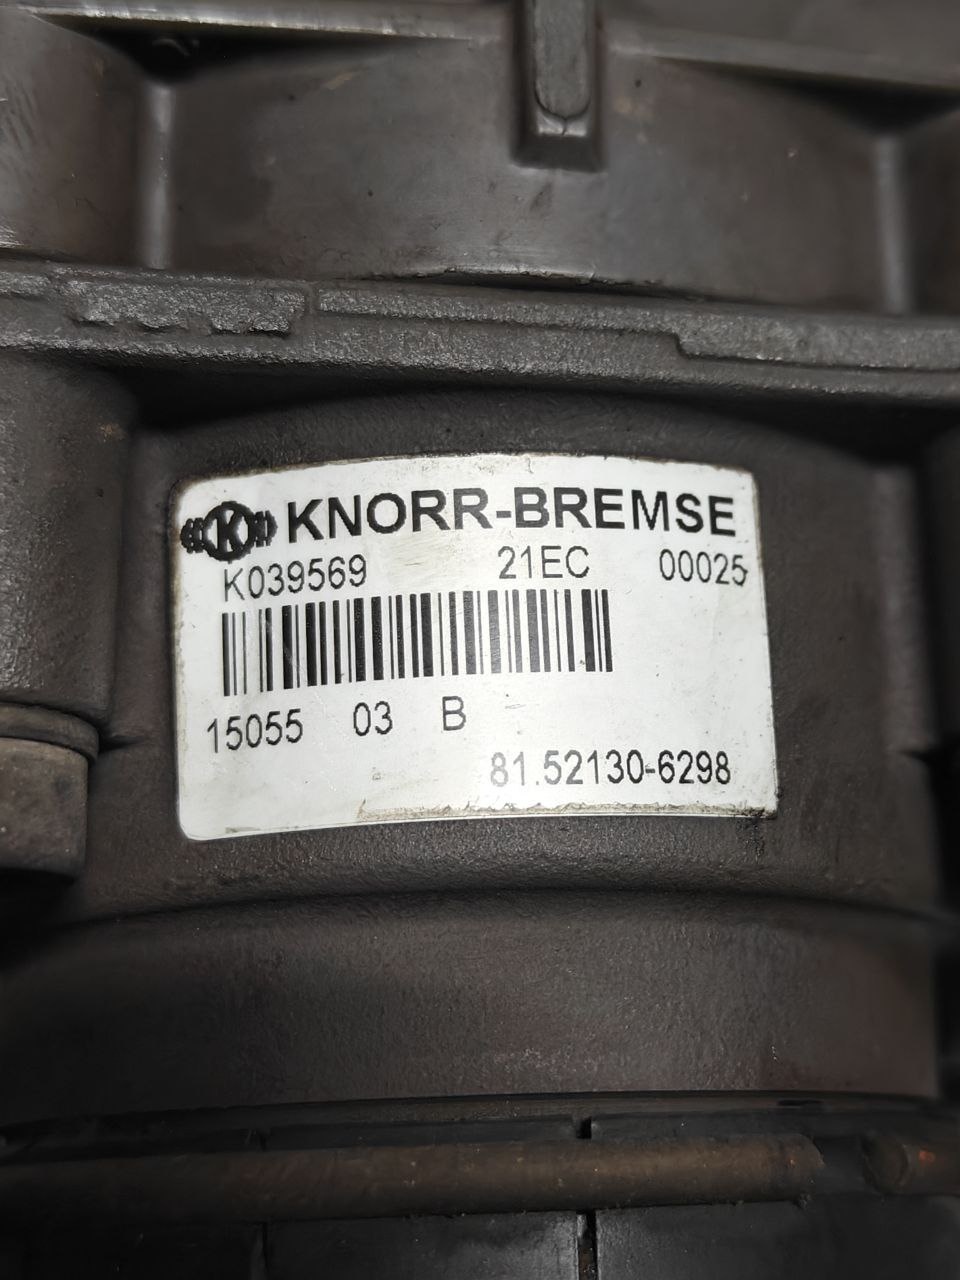 K KNORR-BREMSE
K039569 21EC 00025
15055 03 B
81.52130-6298